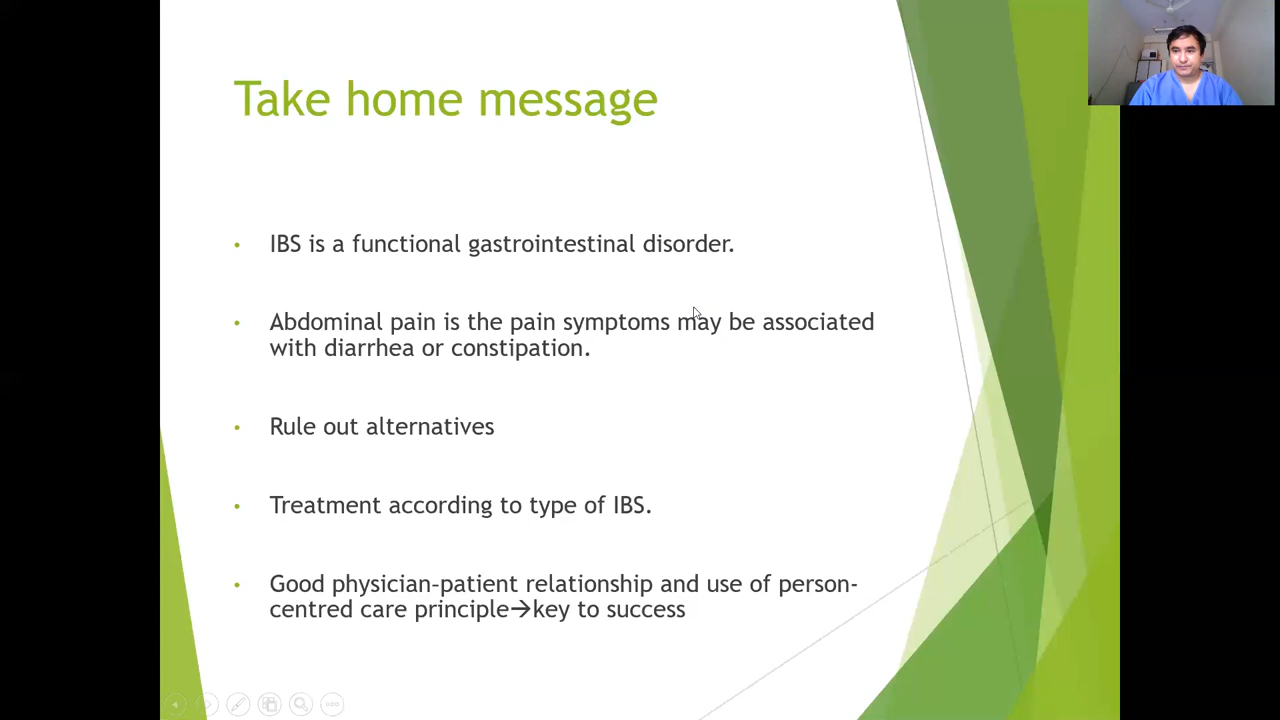 Take home message
• IBS is a functional gastrointestinal disorder.
• Abdominal pain is the pain symptoms may be associated
with diarrhea or constipation.
• Rule out alternatives
• Treatment according to type of IBS.
• Good physician-patient relationship and use of person-
centred care principle→key to success